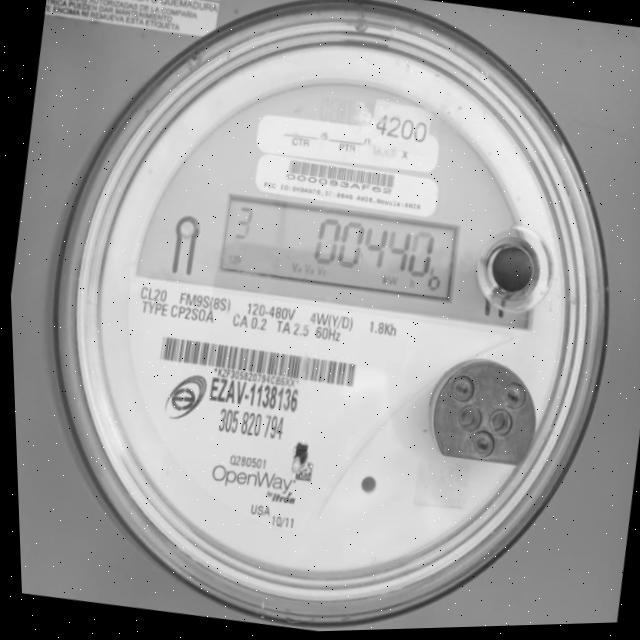 4200
CTR PTR X
3 00440
CL20 FM9S(8S) 120-480V 4W(Y/D) 1.8Kh
TYPE CP2SOA CA 0.2 TA 2.5 60Hz
EZAV-1138136
305 820 794
Q280501
OpenWay
USA 10/11